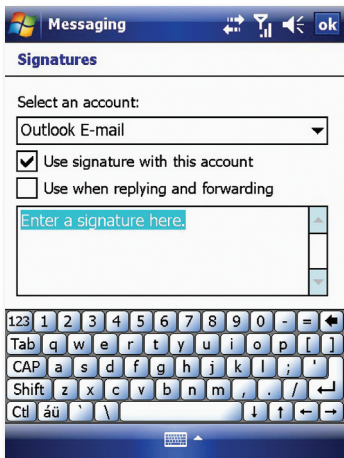 Messaging
ok
Signatures
Select an account:
Outlook E-mail
Use signature with this account
Use when replying and forwarding
Enter a signature here.
123 1 2 3 4 5 6 7 8 9 0 - =
Tab q w e r t y u i o p [ ]
CAP a s d f g h j k l ; '
Shift z x c v b n m , . /
Ctl áü ` \